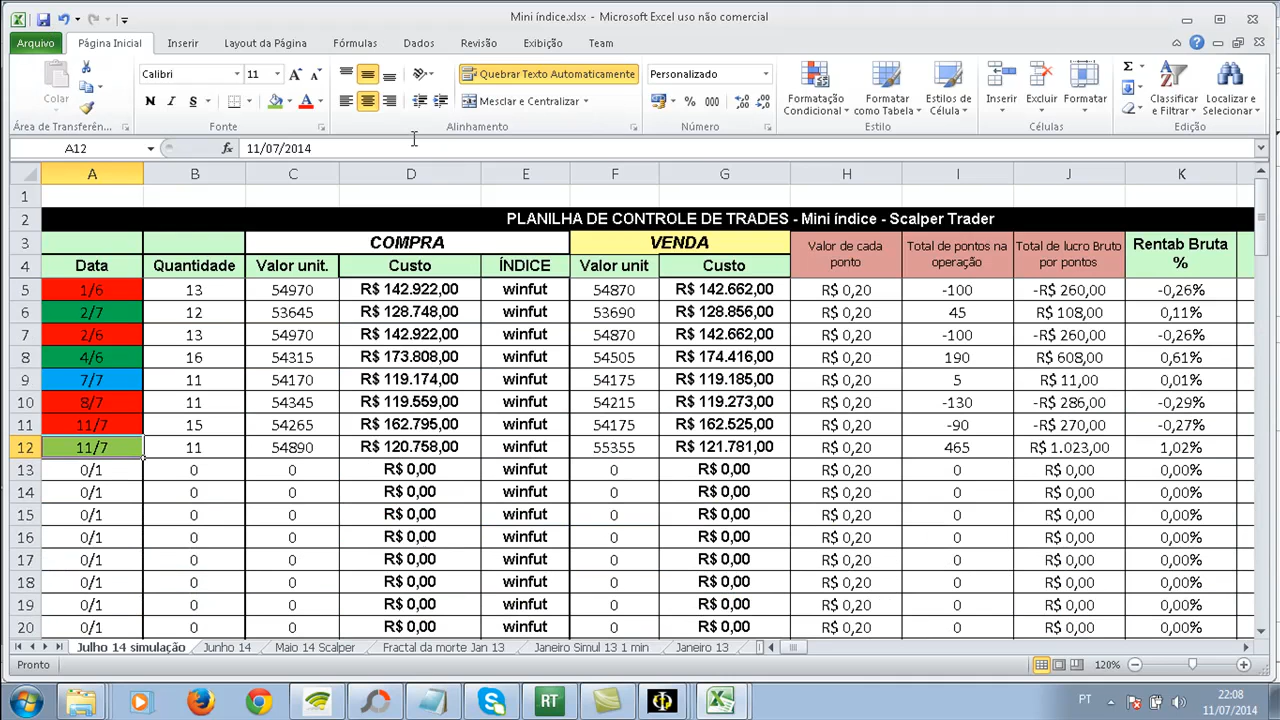 Mini índice.xlsx - Microsoft Excel uso não comercial
Arquivo Página Inicial Inserir Layout da Página Fórmulas Dados Revisão Exibição Team
Calibri 11 Quebrar Texto Automaticamente Personalizado
Colar N I S A Mesclar e Centralizar % 000 Formatação Condicional Formatar como Tabela Estilos de Célula Inserir Excluir Formatar Classificar e Filtrar Localizar e Selecionar
Área de Transferên... Fonte Alinhamento Número Estilo Células Edição
A12 fx 11/07/2014
A B C D E F G H I J K
1
2 PLANILHA DE CONTROLE DE TRADES - Mini índice - Scalper Trader
3 COMPRA VENDA Valor de cada ponto Total de pontos na operação Total de lucro Bruto por pontos Rentab Bruta %
4 Data Quantidade Valor unit. Custo ÍNDICE Valor unit Custo
5 1/6 13 54970 R$ 142.922,00 winfut 54870 R$ 142.662,00 R$ 0,20 -100 -R$ 260,00 -0,26%
6 2/7 12 53645 R$ 128.748,00 winfut 53690 R$ 128.856,00 R$ 0,20 45 R$ 108,00 0,11%
7 2/6 13 54970 R$ 142.922,00 winfut 54870 R$ 142.662,00 R$ 0,20 -100 -R$ 260,00 -0,26%
8 4/6 16 54315 R$ 173.808,00 winfut 54505 R$ 174.416,00 R$ 0,20 190 R$ 608,00 0,61%
9 7/7 11 54170 R$ 119.174,00 winfut 54175 R$ 119.185,00 R$ 0,20 5 R$ 11,00 0,01%
10 8/7 11 54345 R$ 119.559,00 winfut 54215 R$ 119.273,00 R$ 0,20 -130 -R$ 286,00 -0,29%
11 11/7 15 54265 R$ 162.795,00 winfut 54175 R$ 162.525,00 R$ 0,20 -90 -R$ 270,00 -0,27%
12 11/7 11 54890 R$ 120.758,00 winfut 55355 R$ 121.781,00 R$ 0,20 465 R$ 1.023,00 1,02%
13 0/1 0 0 R$ 0,00 winfut 0 R$ 0,00 R$ 0,20 0 R$ 0,00 0,00%
14 0/1 0 0 R$ 0,00 winfut 0 R$ 0,00 R$ 0,20 0 R$ 0,00 0,00%
15 0/1 0 0 R$ 0,00 winfut 0 R$ 0,00 R$ 0,20 0 R$ 0,00 0,00%
16 0/1 0 0 R$ 0,00 winfut 0 R$ 0,00 R$ 0,20 0 R$ 0,00 0,00%
17 0/1 0 0 R$ 0,00 winfut 0 R$ 0,00 R$ 0,20 0 R$ 0,00 0,00%
18 0/1 0 0 R$ 0,00 winfut 0 R$ 0,00 R$ 0,20 0 R$ 0,00 0,00%
19 0/1 0 0 R$ 0,00 winfut 0 R$ 0,00 R$ 0,20 0 R$ 0,00 0,00%
20 0/1 0 0 R$ 0,00 winfut 0 R$ 0,00 R$ 0,20 0 R$ 0,00 0,00%
Julho 14 simulação Junho 14 Maio 14 Scalper Fractal da morte Jan 13 Janeiro Simul 13 1 min Janeiro 13
Pronto 120%
RT PT 22:08
11/07/2014